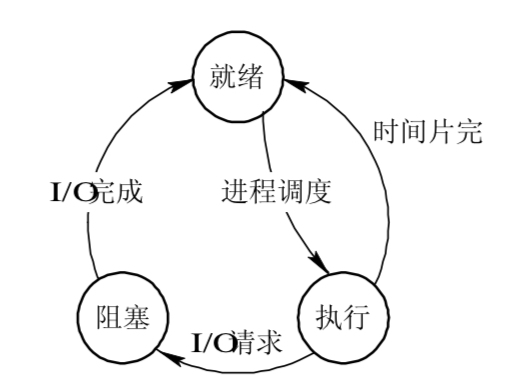 就绪
时间片完
I/O完成
进程调度
阻塞
执行
I/O请求